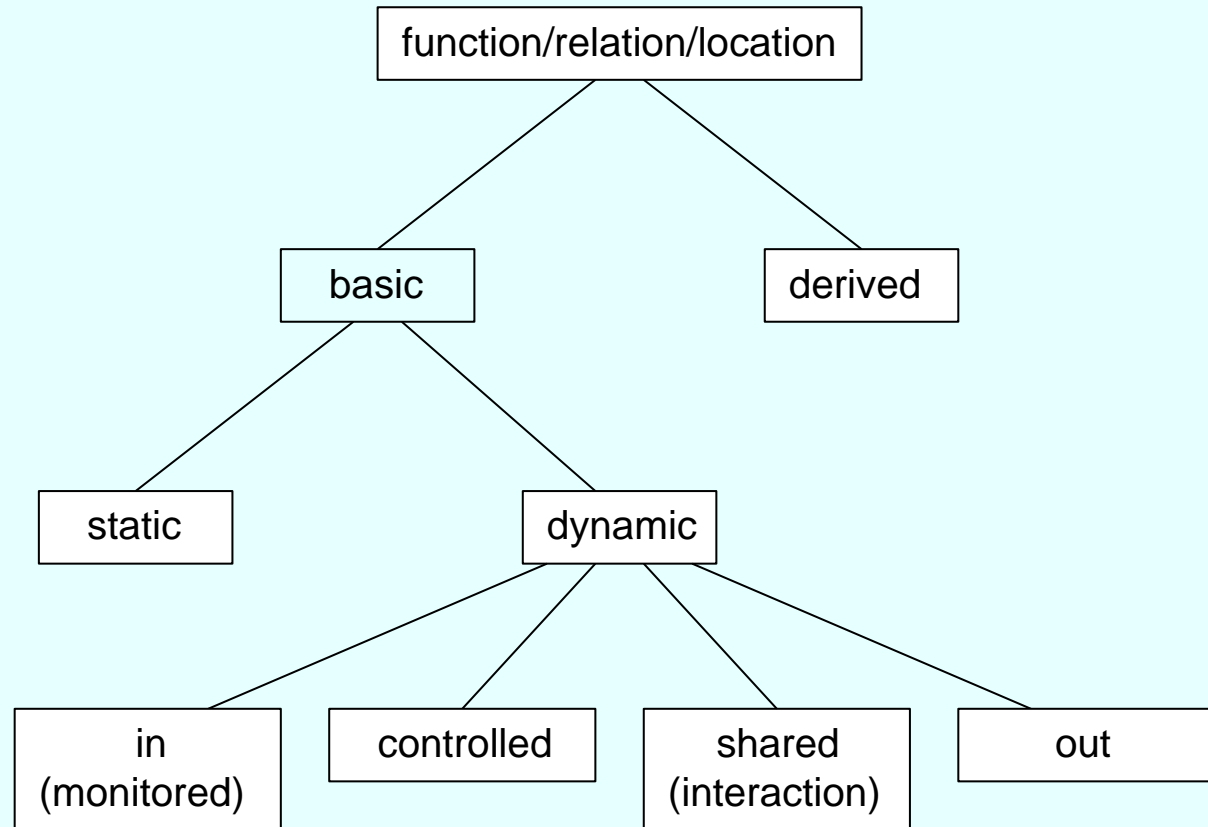 function/relation/location
basic
derived
static
dynamic
in
(monitored)
controlled
shared
(interaction)
out